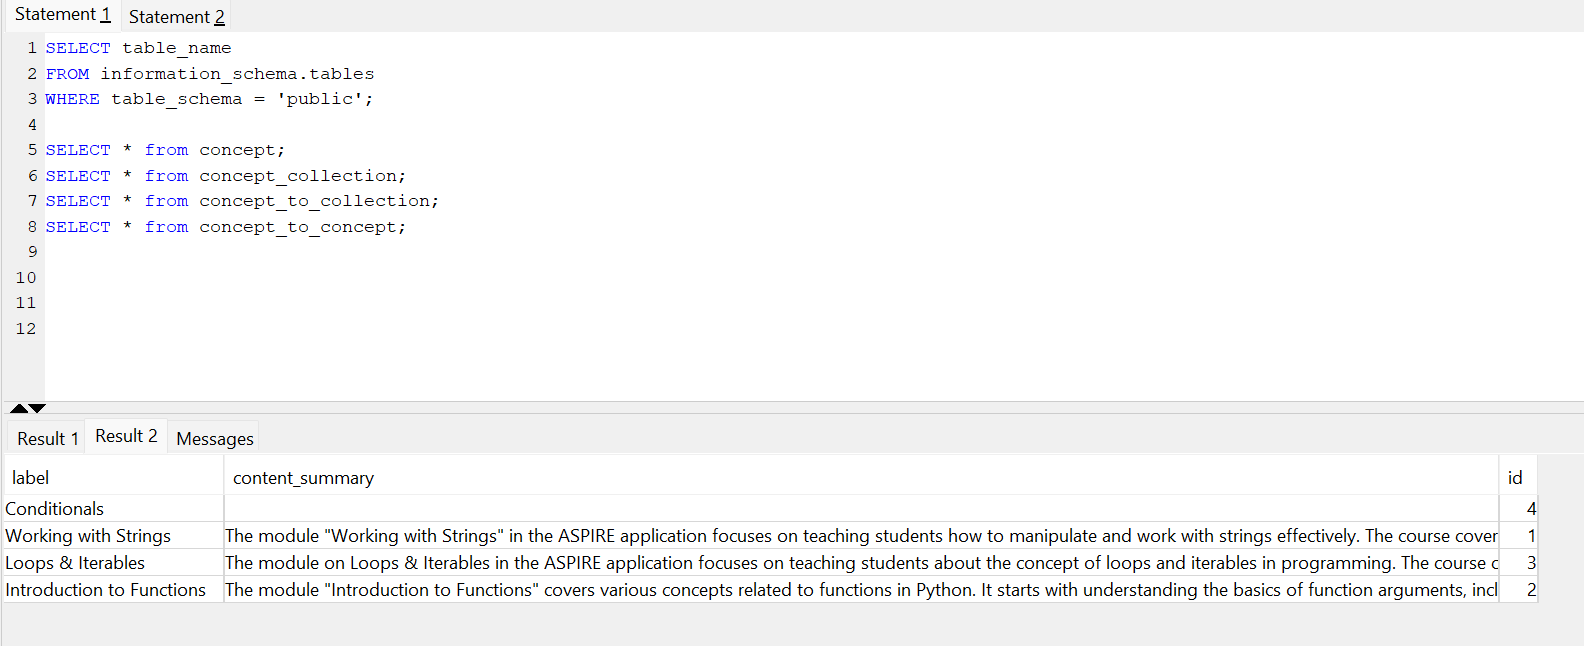 Statement 1 Statement 2
1 SELECT table_name
2 FROM information_schema.tables
3 WHERE table_schema = 'public';
4
5 SELECT * from concept;
6 SELECT * from concept_collection;
7 SELECT * from concept_to_collection;
8 SELECT * from concept_to_concept;
9
10
11
12
Result 1 Result 2 Messages
label content_summary id
Conditionals 4
Working with Strings The module "Working with Strings" in the ASPIRE application focuses on teaching students how to manipulate and work with strings effectively. The course cover 1
Loops & Iterables The module on Loops & Iterables in the ASPIRE application focuses on teaching students about the concept of loops and iterables in programming. The course c 3
Introduction to Functions The module "Introduction to Functions" covers various concepts related to functions in Python. It starts with understanding the basics of function arguments, incl 2